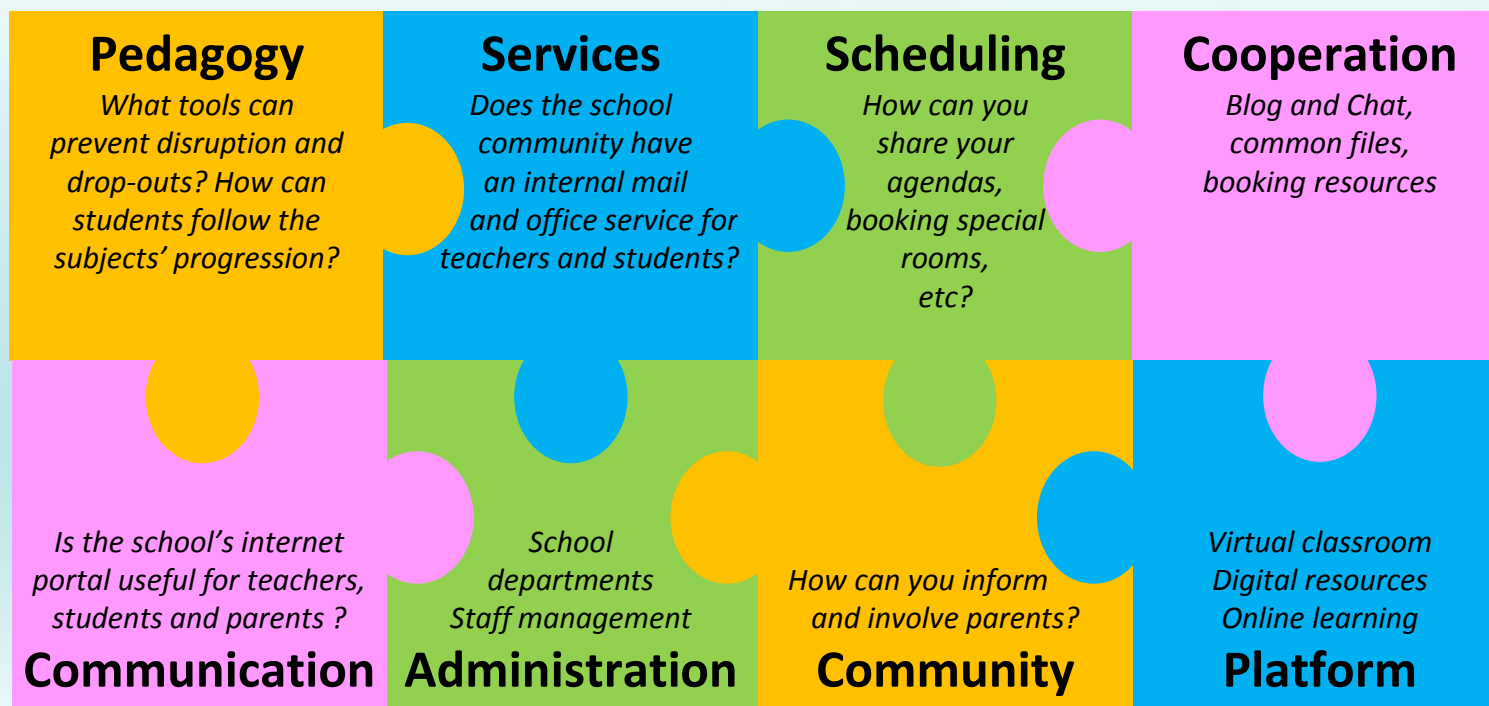 Pedagogy
What tools can
prevent disruption and
drop-outs? How can
students follow the
subjects’ progression?
Services
Does the school
community have
an internal mail
and office service for
teachers and students?
Scheduling
How can you
share your
agendas,
booking special
rooms,
etc?
Cooperation
Blog and Chat,
common files,
booking resources
Is the school’s internet
portal useful for teachers,
students and parents ?
Communication
School
departments
Staff management
Administration
How can you inform
and involve parents?
Community
Virtual classroom
Digital resources
Online learning
Platform